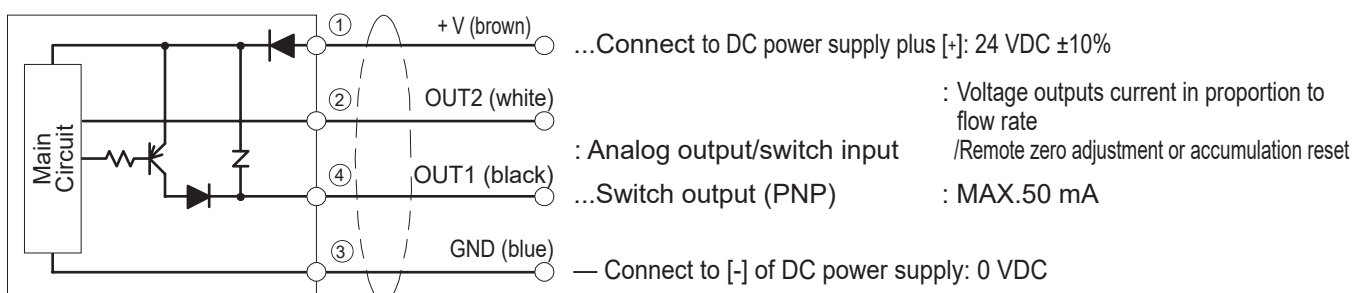 ① + V (brown) ...Connect to DC power supply plus [+]: 24 VDC ±10%
② OUT2 (white) : Analog output/switch input : Voltage outputs current in proportion to
flow rate
/Remote zero adjustment or accumulation reset
Main
Circuit
④ OUT1 (black) ...Switch output (PNP) : MAX.50 mA
③ GND (blue) — Connect to [-] of DC power supply: 0 VDC